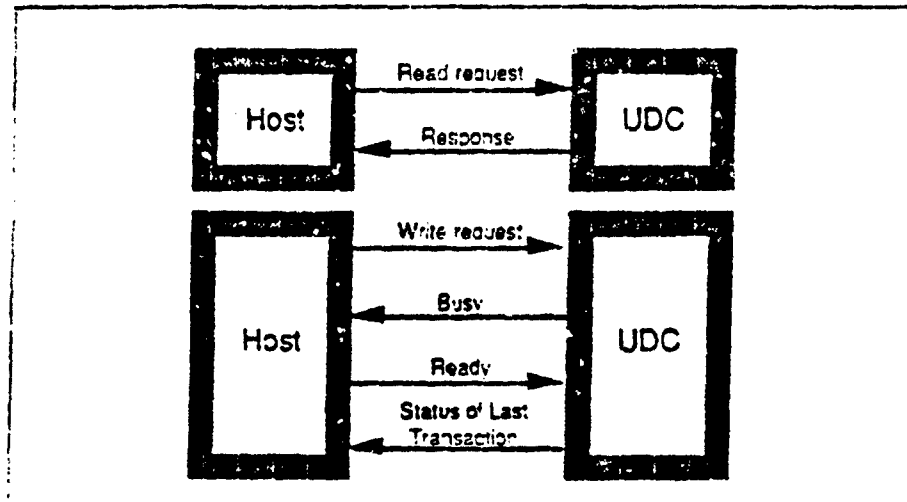 Read request
Host
UDC
Response
Write request
Busy
Host
UDC
Ready
Status of Last
Transaction